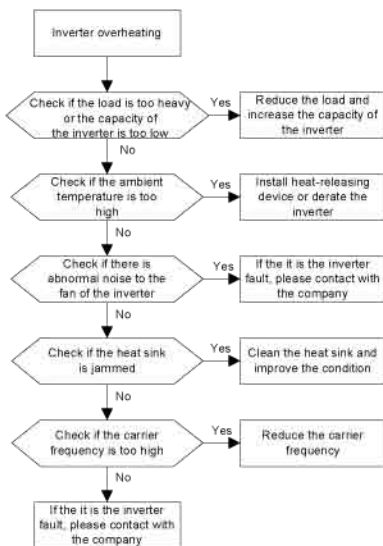 Inverter overheating
Check if the load is too heavy
or the capacity of
the inverter is too low
Yes
Reduce the load and
increase the capacity of
the inverter
No
Check if the ambient
temperature is too
high
Yes
Install heat-releasing
device or derate the
inverter
No
Check if there is
abnormal noise to the
fan of the inverter
Yes
If the it is the inverter
fault, please contact with
the company
No
Check if the heat sink
is jammed
Yes
Clean the heat sink and
improve the condition
No
Check if the carrier
frequency is too high
Yes
Reduce the carrier
frequency
No
If the it is the inverter
fault, please contact with
the company